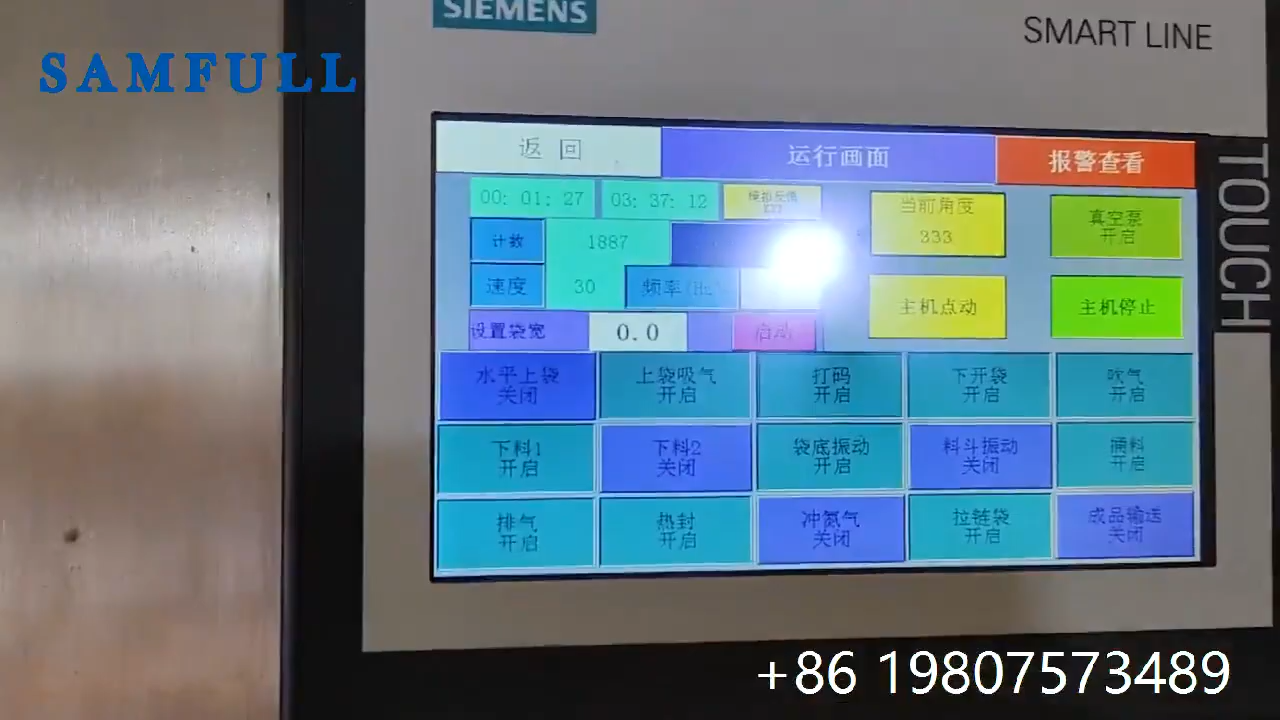 SIEMENS
SMART LINE
SAMFULL
TOUCH
返回
运行画面
报警查看
00: 01: 27
03: 37: 12
模拟反馈
333
当前角度
333
真空泵
开启
计数
1887
速度
30
频率(Hz)
主机点动
主机停止
设置袋宽
0.0
启动
水平上袋
关闭
上袋吸气
开启
打码
开启
下开袋
开启
吹气
开启
下料1
开启
下料2
关闭
袋底振动
开启
料斗振动
关闭
开启
排气
开启
热封
开启
冲氮气
关闭
拉链袋
开启
成品输送
关闭
+86 19807573489